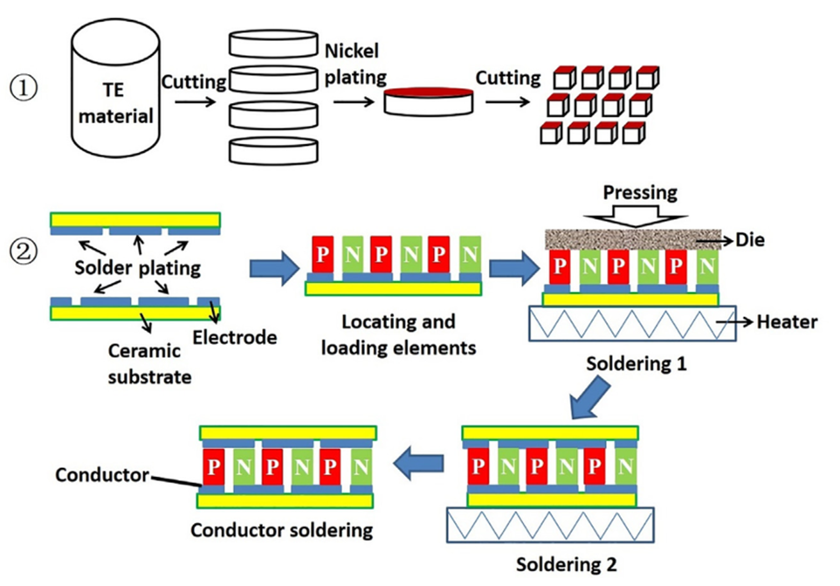 ①
TE
material
Cutting
Nickel
plating
Cutting
②
Solder plating
Ceramic
substrate
Electrode
P N P N P N
Locating and
loading elements
Pressing
Die
P N P N P N
Heater
Soldering 1
P N P N P N
Soldering 2
P N P N P N
Conductor
Conductor soldering